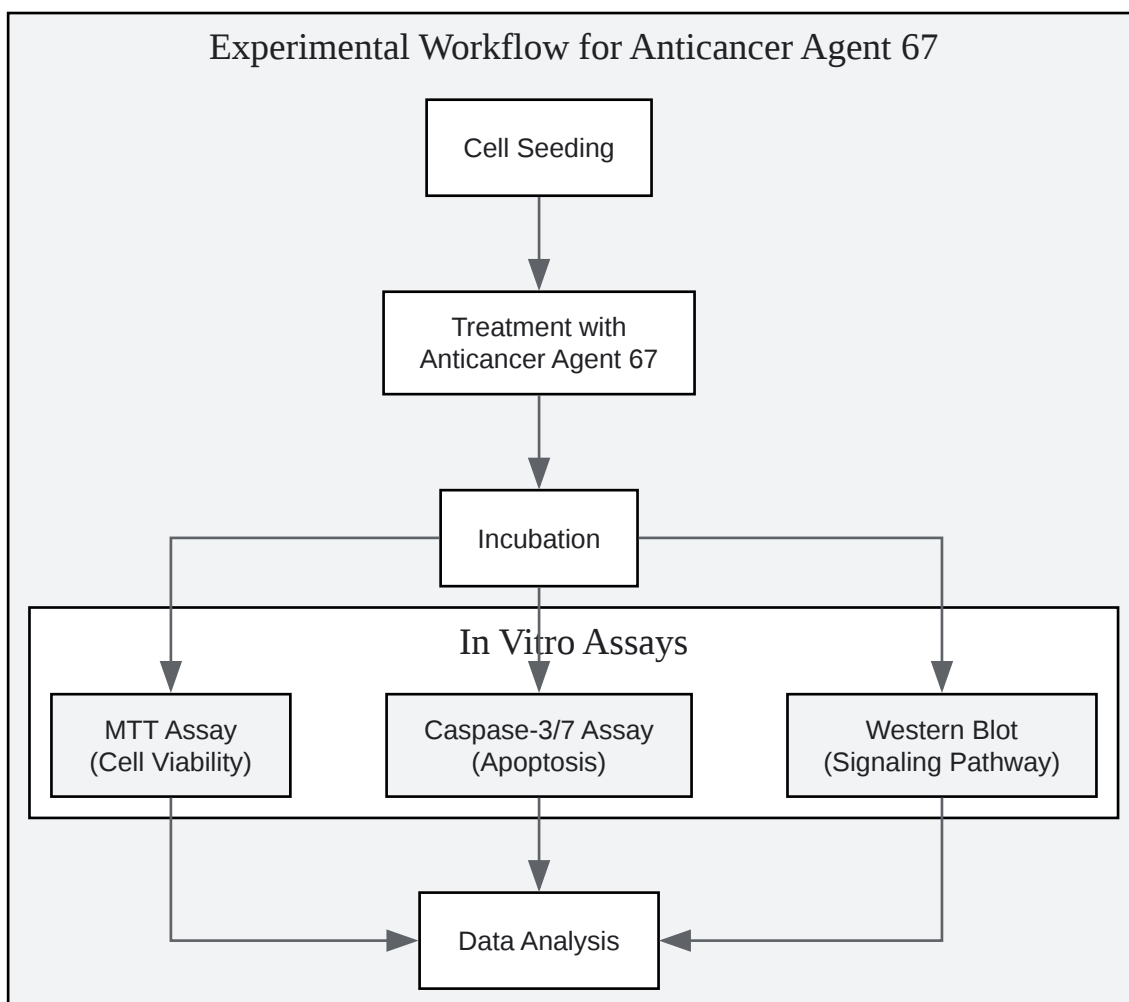 Experimental Workflow for Anticancer Agent 67
Cell Seeding
Treatment with
Anticancer Agent 67
Incubation
In Vitro Assays
MTT Assay
(Cell Viability)
Caspase-3/7 Assay
(Apoptosis)
Western Blot
(Signaling Pathway)
Data Analysis